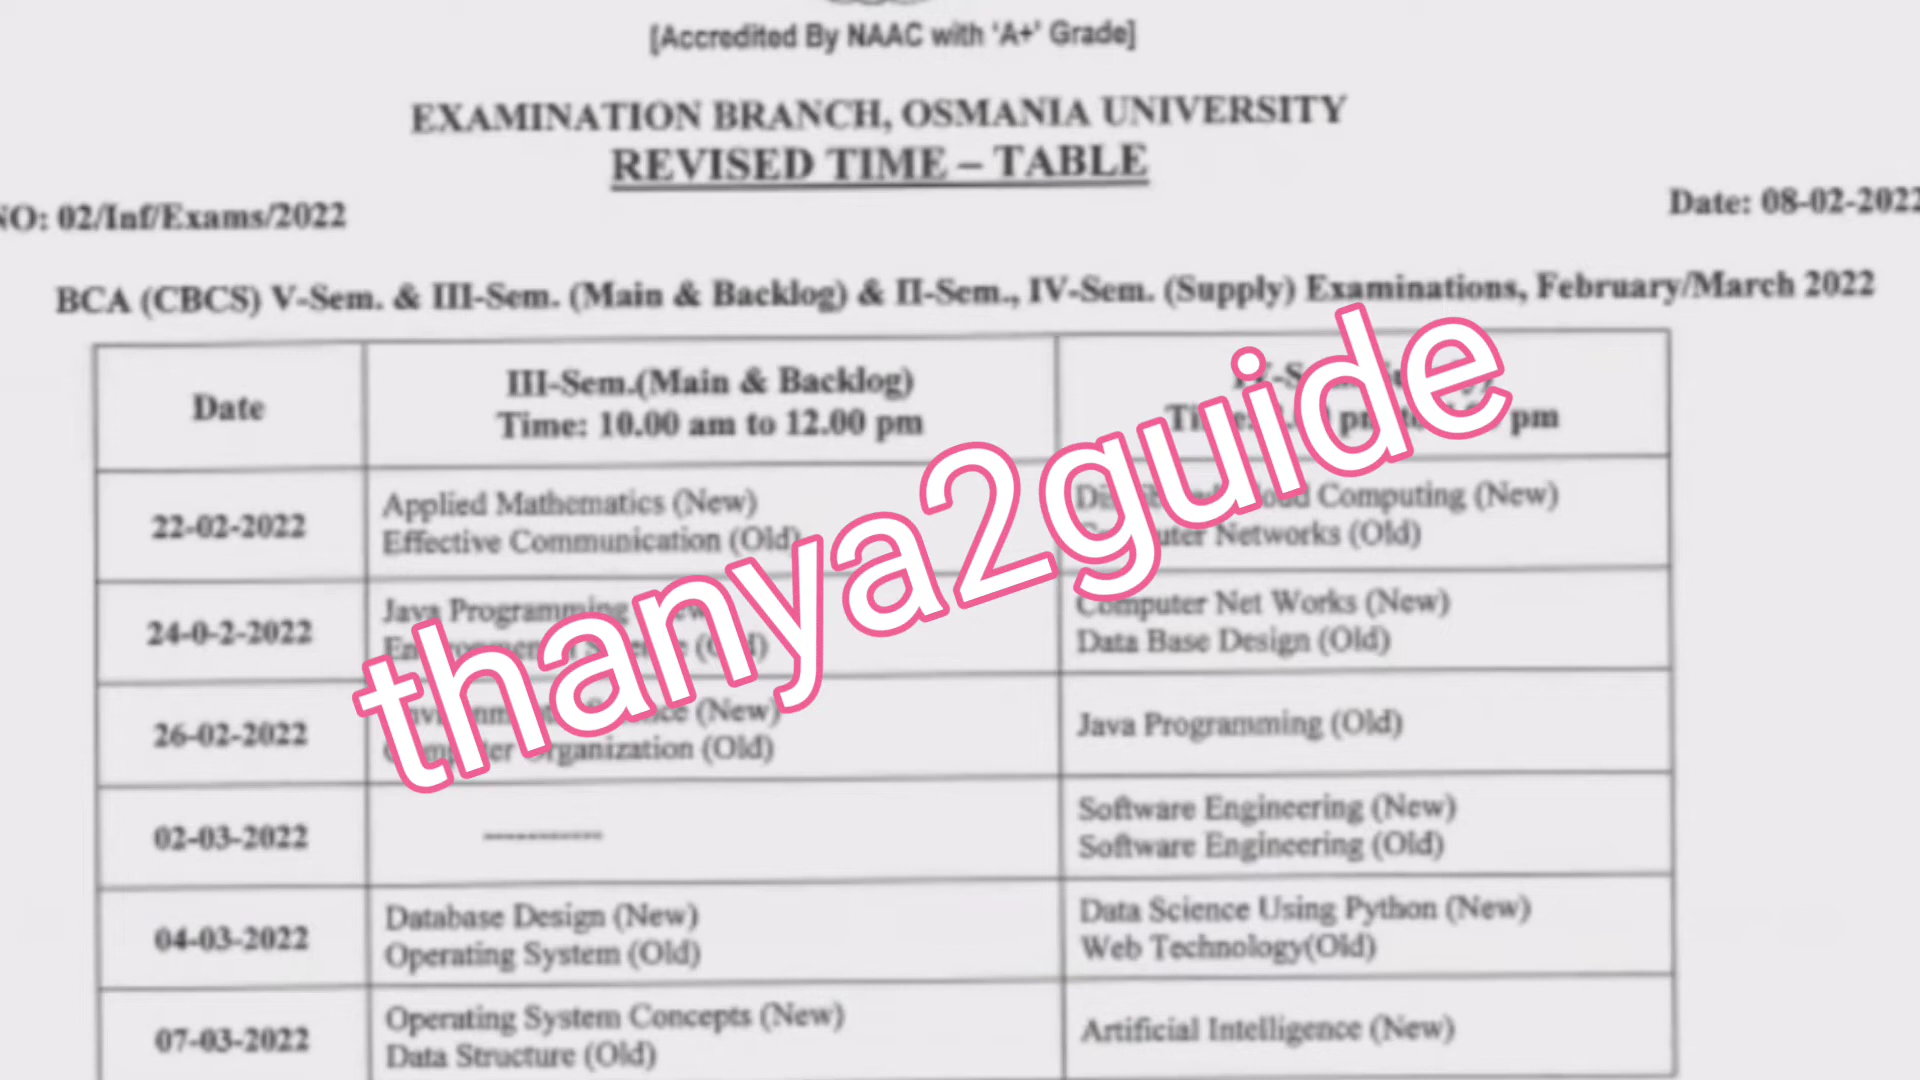 [Accredited By NAAC with 'A+' Grade]
EXAMINATION BRANCH, OSMANIA UNIVERSITY
REVISED TIME – TABLE
NO: 02/Inf/Exams/2022
Date: 08-02-2022
BCA (CBCS) V-Sem. & III-Sem. (Main & Backlog) & II-Sem., IV-Sem. (Supply) Examinations, February/March 2022
Date
III-Sem.(Main & Backlog)
Time: 10.00 am to 12.00 pm
pm
22-02-2022
Applied Mathematics (New)
Effective Communication (Old)
Computing (New)
Networks (Old)
24-0-2-2022
Java Programming
Computer Net Works (New)
Data Base Design (Old)
26-02-2022
(New)
Organization (Old)
Java Programming (Old)
02-03-2022
-----------
Software Engineering (New)
Software Engineering (Old)
04-03-2022
Database Design (New)
Operating System (Old)
Data Science Using Python (New)
Web Technology(Old)
07-03-2022
Operating System Concepts (New)
Data Structure (Old)
Artificial Intelligence (New)
thanya2guide